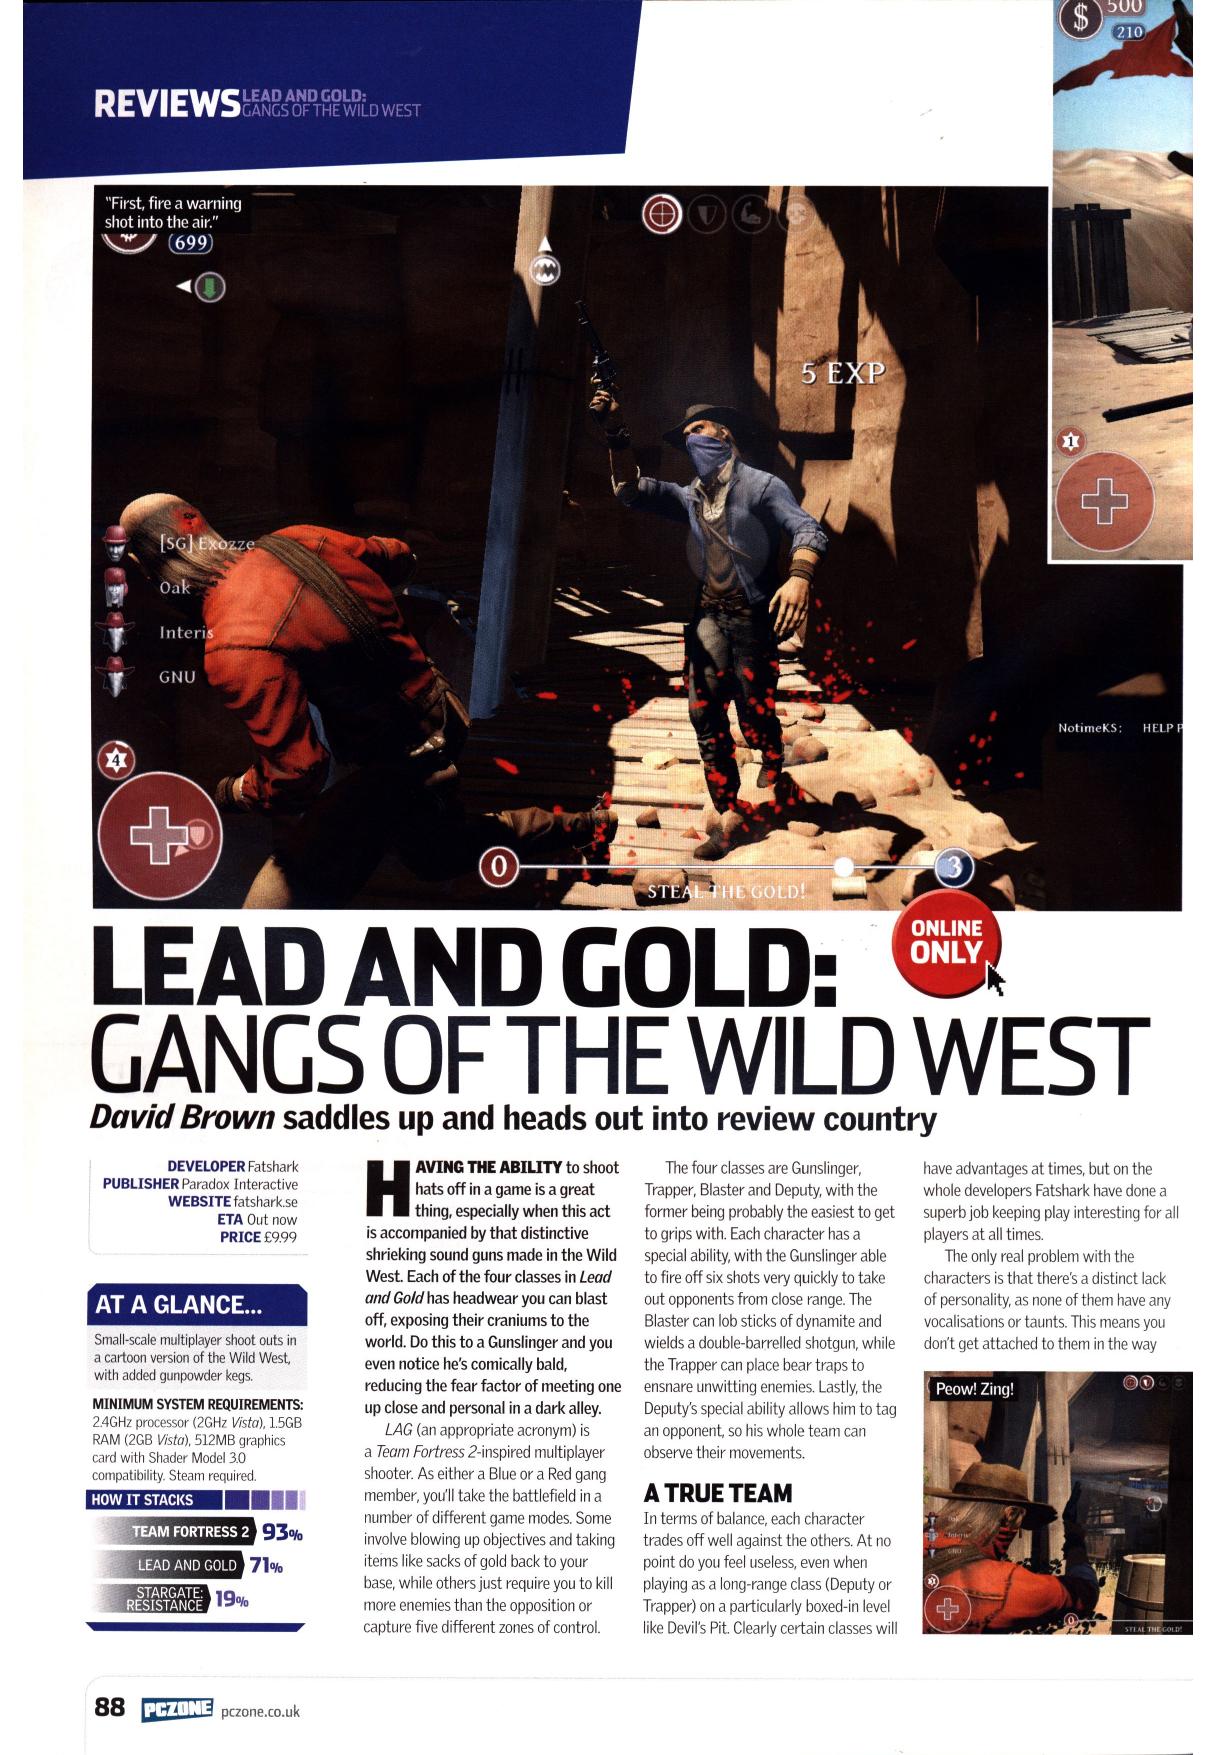 REVIEWS LEAD AND GOLD:
GANGS OF THE WILD WEST
$ 500
210
"First, fire a warning
shot into the air."
699
5 EXP
[SG] Exozze
Oak
Interis
GNU
4
1
NotimeKS: HELP P
0
3
STEAL THE GOLD!
ONLINE
ONLY
LEAD AND GOLD:
GANGS OF THE WILD WEST
David Brown saddles up and heads out into review country
DEVELOPER Fatshark
PUBLISHER Paradox Interactive
WEBSITE fatshark.se
ETA Out now
PRICE £9.99
AT A GLANCE...
Small-scale multiplayer shoot outs in
a cartoon version of the Wild West,
with added gunpowder kegs.
MINIMUM SYSTEM REQUIREMENTS:
2.4GHz processor (2GHz Vista), 1.5GB
RAM (2GB Vista), 512MB graphics
card with Shader Model 3.0
compatibility. Steam required.
HOW IT STACKS
TEAM FORTRESS 2 93%
LEAD AND GOLD 71%
STARGATE:
RESISTANCE 19%
HAVING THE ABILITY to shoot
hats off in a game is a great
thing, especially when this act
is accompanied by that distinctive
shrieking sound guns made in the Wild
West. Each of the four classes in Lead
and Gold has headwear you can blast
off, exposing their craniums to the
world. Do this to a Gunslinger and you
even notice he's comically bald,
reducing the fear factor of meeting one
up close and personal in a dark alley.
LAG (an appropriate acronym) is
a Team Fortress 2-inspired multiplayer
shooter. As either a Blue or a Red gang
member, you'll take the battlefield in a
number of different game modes. Some
involve blowing up objectives and taking
items like sacks of gold back to your
base, while others just require you to kill
more enemies than the opposition or
capture five different zones of control.
The four classes are Gunslinger,
Trapper, Blaster and Deputy, with the
former being probably the easiest to get
to grips with. Each character has a
special ability, with the Gunslinger able
to fire off six shots very quickly to take
out opponents from close range. The
Blaster can lob sticks of dynamite and
wields a double-barrelled shotgun, while
the Trapper can place bear traps to
ensnare unwitting enemies. Lastly, the
Deputy's special ability allows him to tag
an opponent, so his whole team can
observe their movements.
A TRUE TEAM
In terms of balance, each character
trades off well against the others. At no
point do you feel useless, even when
playing as a long-range class (Deputy or
Trapper) on a particularly boxed-in level
like Devil's Pit. Clearly certain classes will
have advantages at times, but on the
whole developers Fatshark have done a
superb job keeping play interesting for all
players at all times.
The only real problem with the
characters is that there's a distinct lack
of personality, as none of them have any
vocalisations or taunts. This means you
don't get attached to them in the way
Peow! Zing!
Oak
Interis
GNU
0
STEAL THE GOLD!
88 PCZONE pczone.co.uk